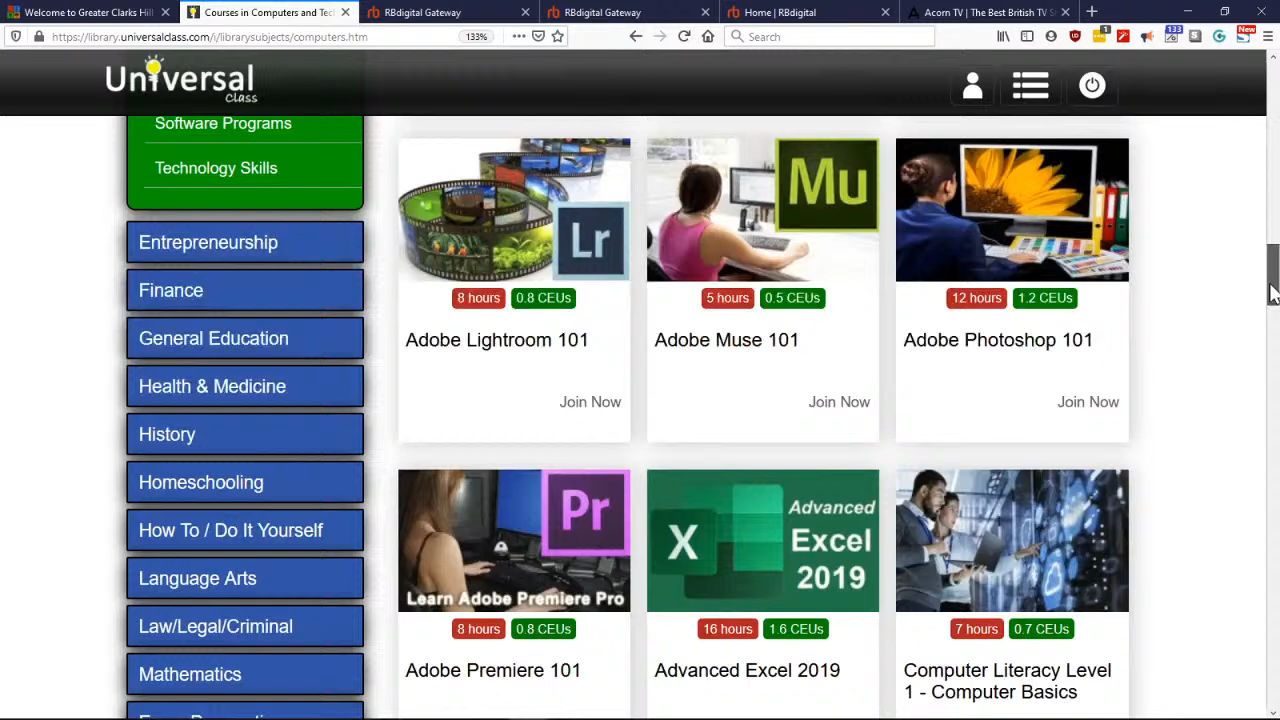 Welcome to Greater Clarks Hill
Courses in Computers and Tec
RBdigital Gateway
RBdigital Gateway
Home | RBdigital
Acorn TV | The Best British TV S
https://library.universalclass.com/i/librarysubjects/computers.htm
133%
Search
1
133
New
Universal
Class
Software Programs
Technology Skills
Entrepreneurship
Finance
General Education
Health & Medicine
History
Homeschooling
How To / Do It Yourself
Language Arts
Law/Legal/Criminal
Mathematics
Lr
8 hours
0.8 CEUs
Adobe Lightroom 101
Join Now
Mu
5 hours
0.5 CEUs
Adobe Muse 101
Join Now
12 hours
1.2 CEUs
Adobe Photoshop 101
Join Now
Pr
Learn Adobe Premiere Pro
8 hours
0.8 CEUs
Adobe Premiere 101
X
Advanced
Excel
2019
16 hours
1.6 CEUs
Advanced Excel 2019
7 hours
0.7 CEUs
Computer Literacy Level
1 - Computer Basics